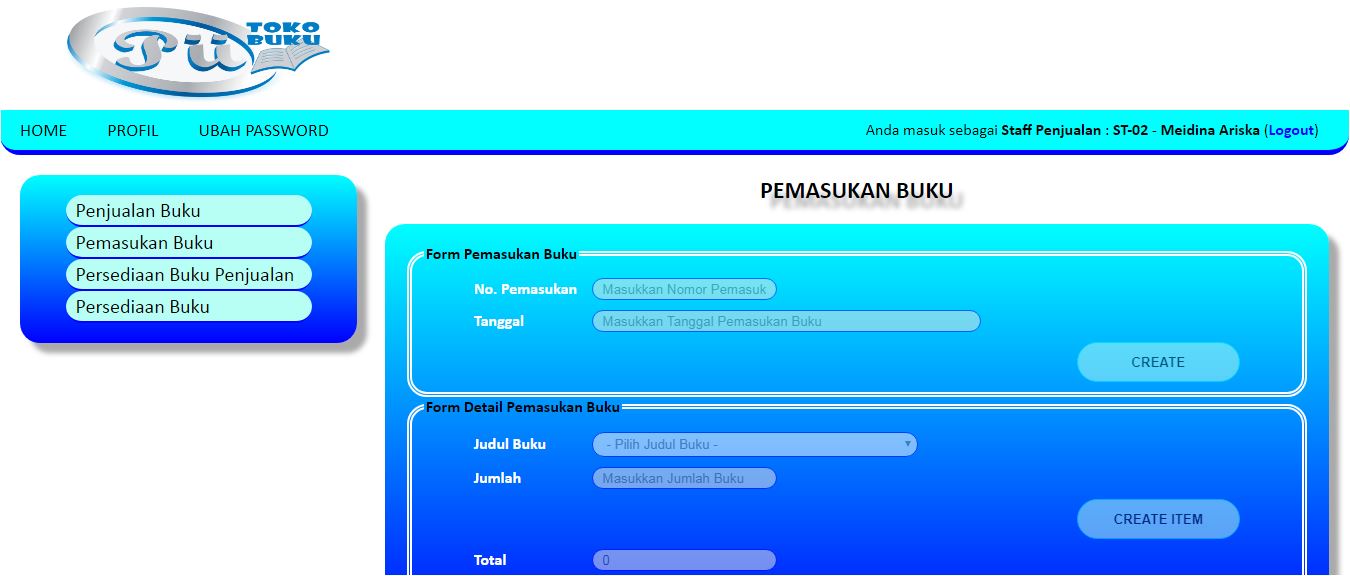 PU
TOKO
BUKU
HOME PROFIL UBAH PASSWORD Anda masuk sebagai Staff Penjualan : ST-02 - Meidina Ariska (Logout)
Penjualan Buku
Pemasukan Buku
Persediaan Buku Penjualan
Persediaan Buku
PEMASUKAN BUKU
Form Pemasukan Buku
No. Pemasukan Masukkan Nomor Pemasuk
Tanggal Masukkan Tanggal Pemasukan Buku
CREATE
Form Detail Pemasukan Buku
Judul Buku - Pilih Judul Buku -
Jumlah Masukkan Jumlah Buku
CREATE ITEM
Total 0